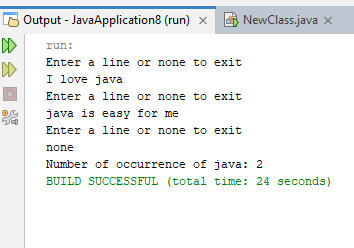 Output - JavaApplication8 (run) × NewClass.java ×
run:
Enter a line or none to exit
I love java
Enter a line or none to exit
java is easy for me
Enter a line or none to exit
none
Number of occurrence of java: 2
BUILD SUCCESSFUL (total time: 24 seconds)